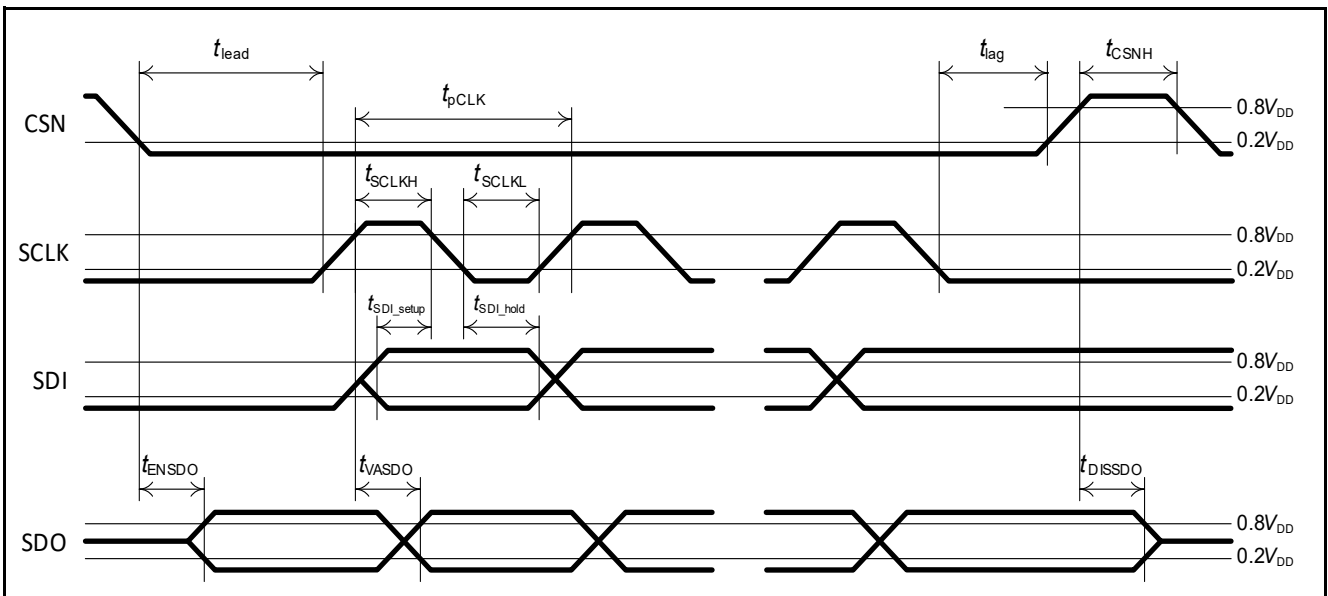 tlead
tlag
tCSNH
tpCLK
CSN
0.8VDD
0.2VDD
tSCLKH
tSCLKL
SCLK
0.8VDD
0.2VDD
tSDI_setup
tSDI_hold
SDI
0.8VDD
0.2VDD
tENSDO
tVASDO
tDISSDO
SDO
0.8VDD
0.2VDD